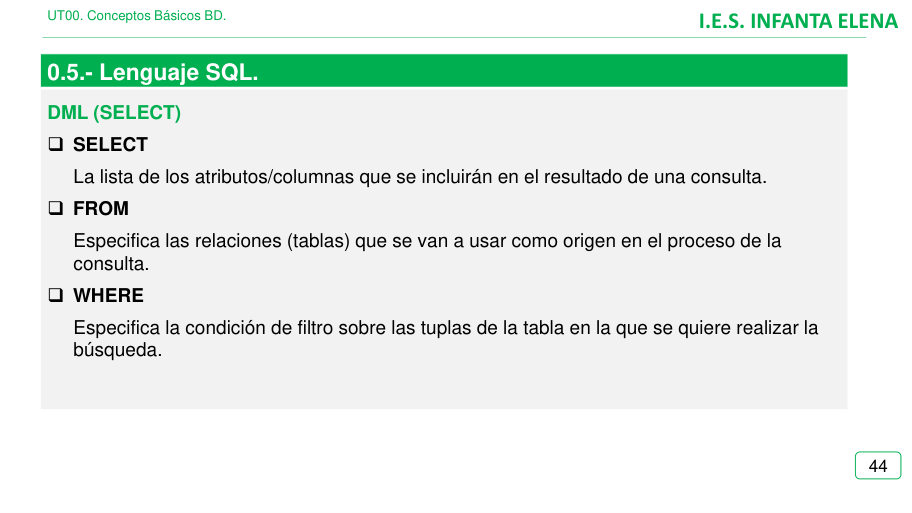 UT00. Conceptos Básicos BD.
I.E.S. INFANTA ELENA
0.5.- Lenguaje SQL.
DML (SELECT)
❑ SELECT
La lista de los atributos/columnas que se incluirán en el resultado de una consulta.
❑ FROM
Especifica las relaciones (tablas) que se van a usar como origen en el proceso de la
consulta.
❑ WHERE
Especifica la condición de filtro sobre las tuplas de la tabla en la que se quiere realizar la
búsqueda.
44